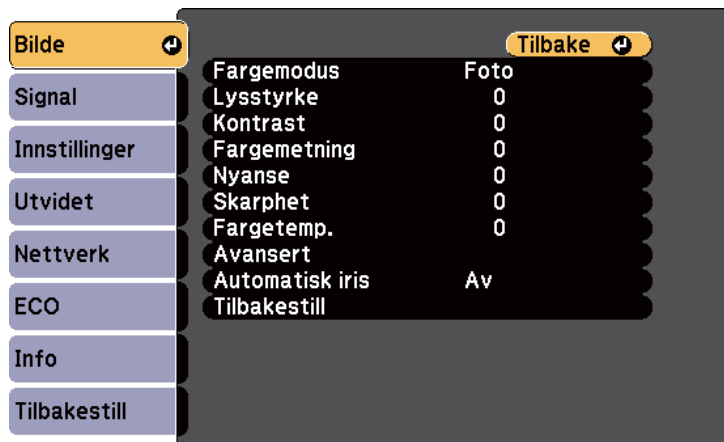 Bilde
Signal
Innstillinger
Utvidet
Nettverk
ECO
Info
Tilbakestill
Tilbake
Fargemodus Foto
Lysstyrke 0
Kontrast 0
Fargemetning 0
Nyanse 0
Skarphet 0
Fargetemp. 0
Avansert
Automatisk iris Av
Tilbakestill